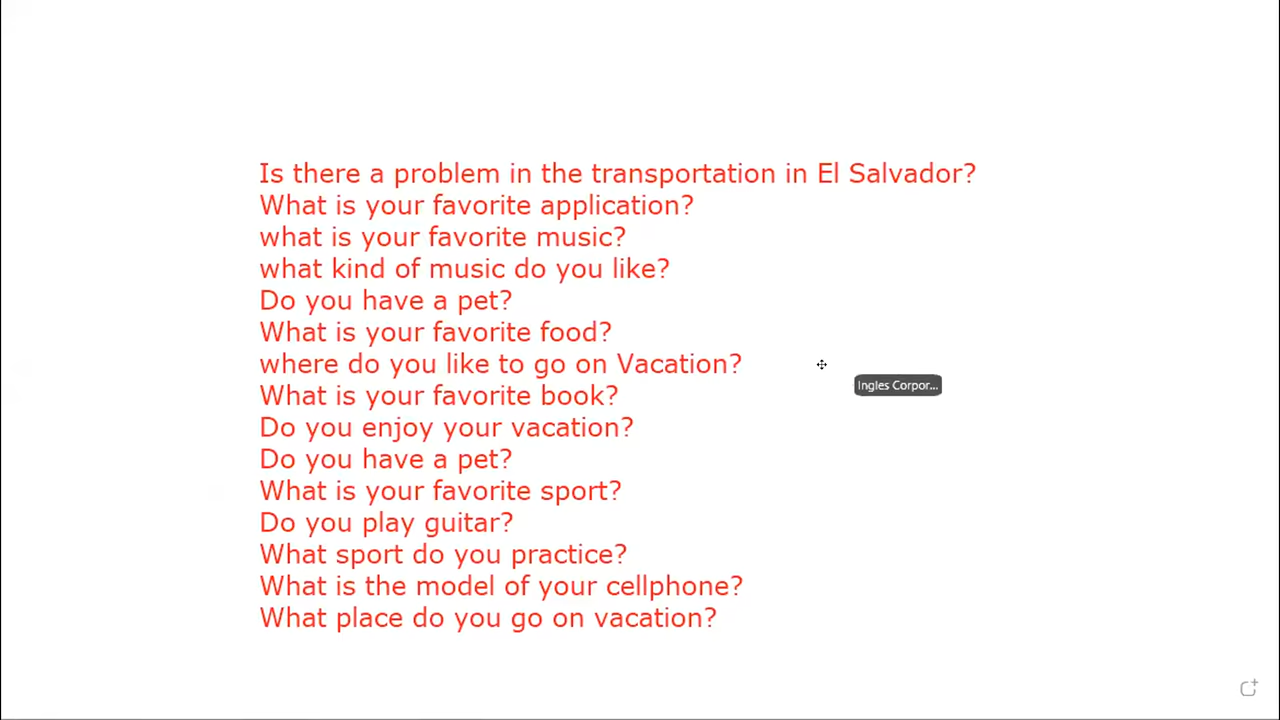 Is there a problem in the transportation in El Salvador?
What is your favorite application?
what is your favorite music?
what kind of music do you like?
Do you have a pet?
What is your favorite food?
where do you like to go on Vacation?
Ingles Corpor...
What is your favorite book?
Do you enjoy your vacation?
Do you have a pet?
What is your favorite sport?
Do you play guitar?
What sport do you practice?
What is the model of your cellphone?
What place do you go on vacation?